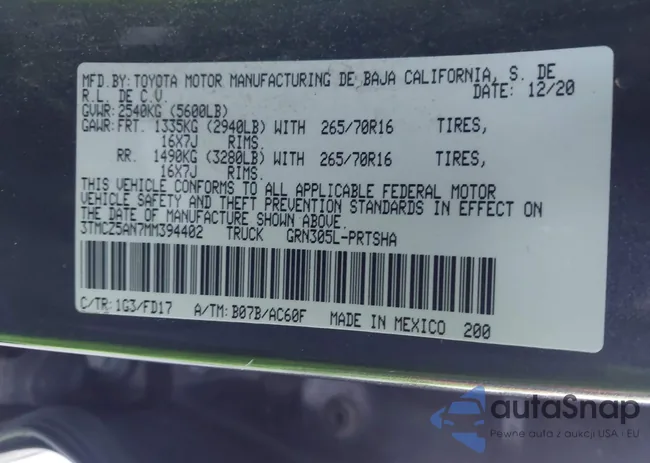 MFD.BY: TOYOTA MOTOR MANUFACTURING DE BAJA CALIFORNIA, S. DE
R.L. DE C.V. DATE: 12/20
GVWR: 2540KG (5600LB)
GAWR: FRT. 1335KG (2940LB) WITH 265/70R16 TIRES,
16X7J RIMS.
RR. 1490KG (3280LB) WITH 265/70R16 TIRES,
16X7J RIMS.
THIS VEHICLE CONFORMS TO ALL APPLICABLE FEDERAL MOTOR
VEHICLE SAFETY AND THEFT PREVENTION STANDARDS IN EFFECT ON
THE DATE OF MANUFACTURE SHOWN ABOVE.
3TMCZ5AN7MM394402 TRUCK GRN305L-PRTSHA
C/TR: 1G3/FD17 A/TM: B07B/AC60F MADE IN MEXICO 200
autaSnap
Pewne auta z aukcji USA i EU